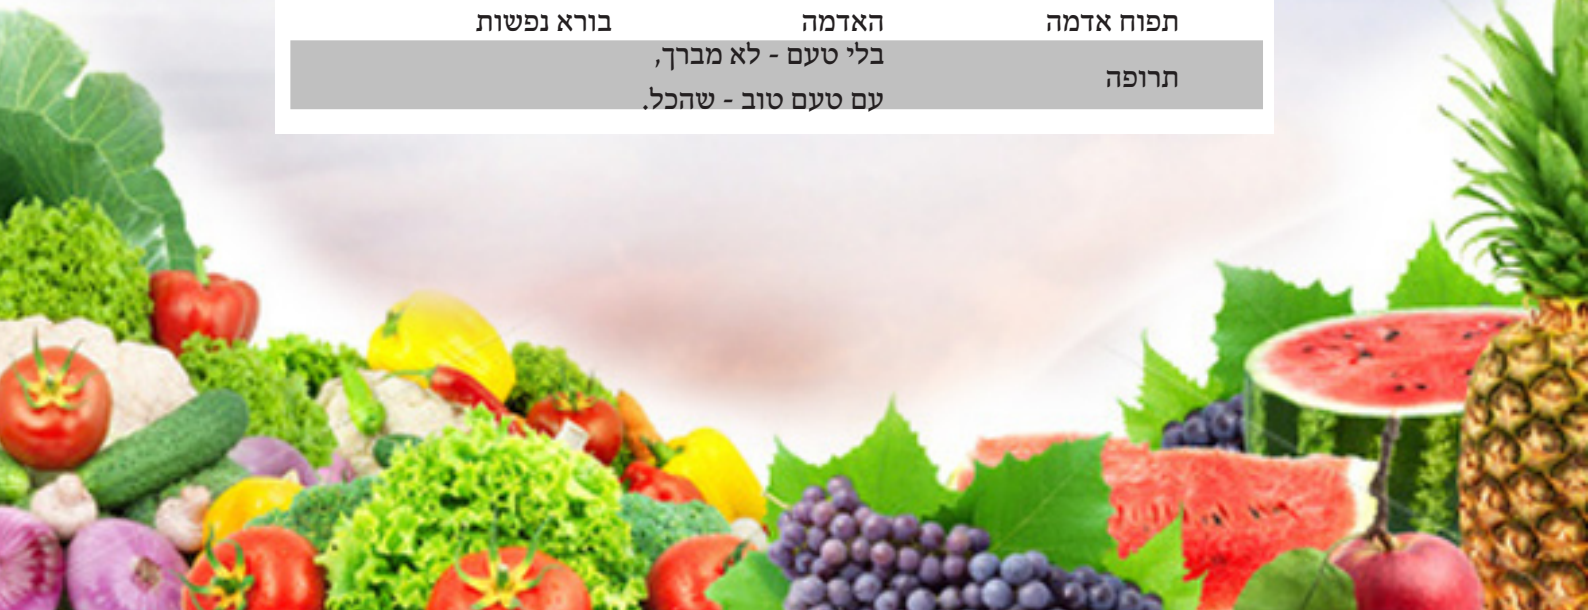 תפוח אדמה האדמה בורא נפשות
תרופה בלי טעם - לא מברך,
עם טעם טוב - שהכל.